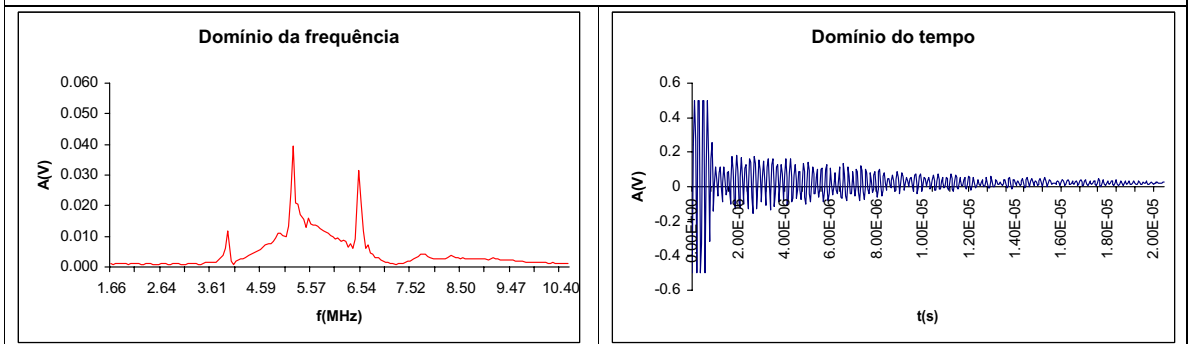 Domínio da frequência
0.060
0.050
0.040
0.030
0.020
0.010
0.000
A(V)
1.66 2.64 3.61 4.59 5.57 6.54 7.52 8.50 9.47 10.40
f(MHz)
Domínio do tempo
0.6
0.4
0.2
0
-0.2
-0.4
-0.6
A(V)
0.00E+00 2.00E-06 4.00E-06 6.00E-06 8.00E-06 1.00E-05 1.20E-05 1.40E-05 1.60E-05 1.80E-05 2.00E-05
t(s)